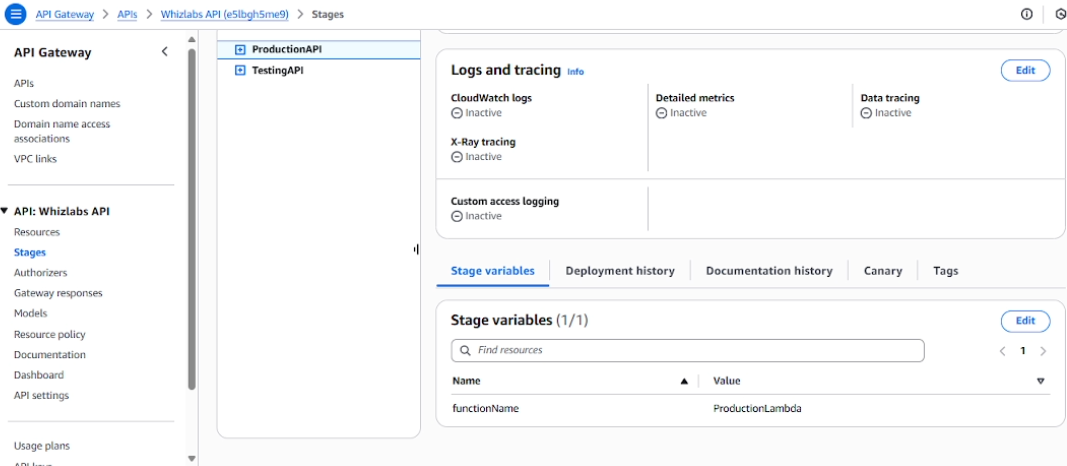 API Gateway > APIs > Whizlabs API (e5lbgh5me9) > Stages
API Gateway
APIs
Custom domain names
Domain name access
associations
VPC links
API: Whizlabs API
Resources
Stages
Authorizers
Gateway responses
Models
Resource policy
Documentation
Dashboard
API settings
Usage plans
API keys
ProductionAPI
TestingAPI
Logs and tracing Info
Edit
CloudWatch logs
Inactive
Detailed metrics
Inactive
Data tracing
Inactive
X-Ray tracing
Inactive
Custom access logging
Inactive
Stage variables
Deployment history
Documentation history
Canary
Tags
Stage variables (1/1)
Edit
Find resources
1
Name
Value
functionName
ProductionLambda